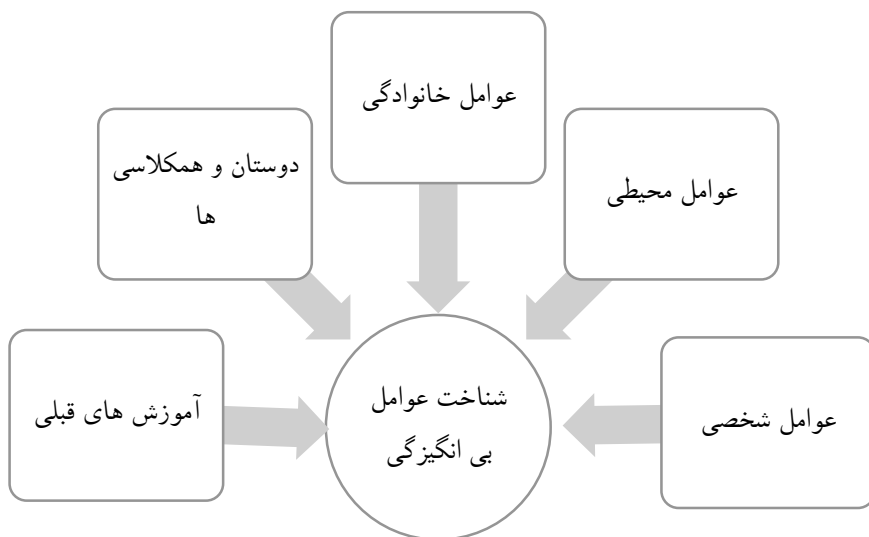 عوامل خانوادگی
دوستان و همکلاسی
ها
عوامل محیطی
آموزش های قبلی
شناخت عوامل
بی انگیزگی
عوامل شخصی